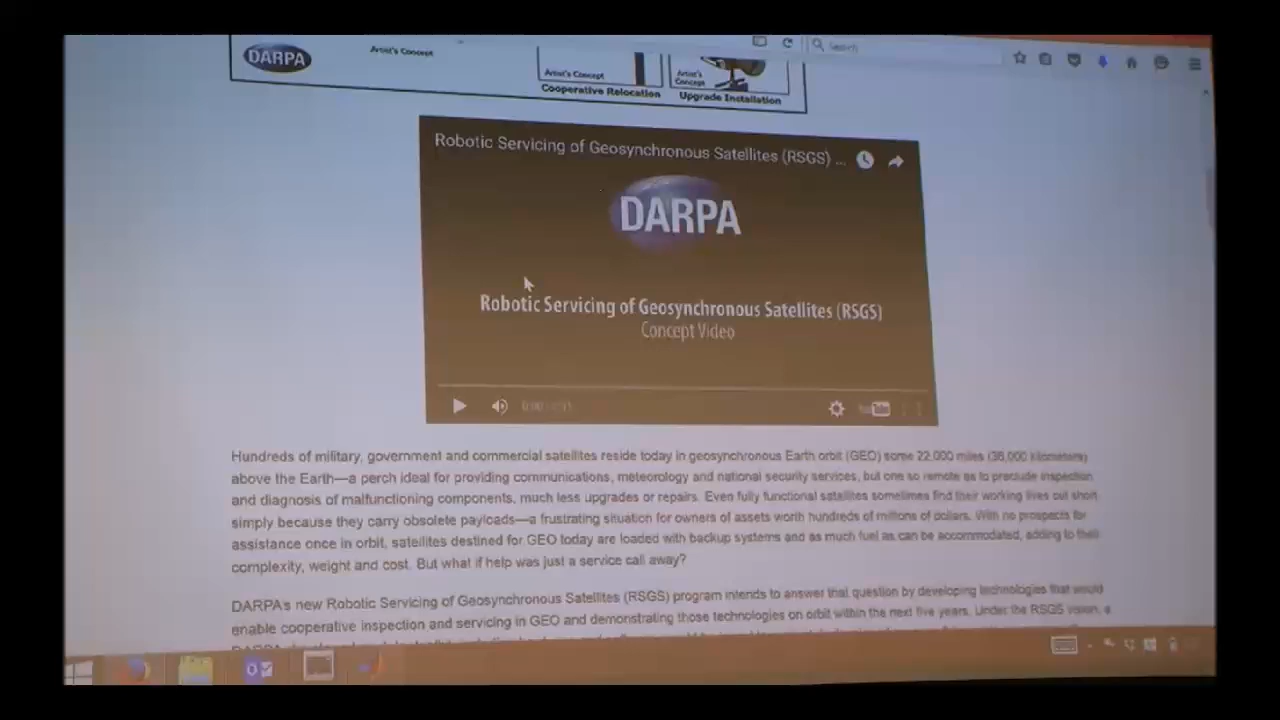 DARPA
Artist's Concept
Search
Artist's Concept
Artist's
Concept
Cooperative Relocation
Upgrade Installation
Robotic Servicing of Geosynchronous Satellites (RSGS) ...
DARPA
Robotic Servicing of Geosynchronous Satellites (RSGS)
Concept Video
Hundreds of military, government and commercial satellites reside today in geosynchronous Earth orbit (GEO) some 22,000 miles (36,000 kilometers)
above the Earth—a perch ideal for providing communications, meteorology and national security services, but one so remote as to preclude inspection
and diagnosis of malfunctioning components, much less upgrades or repairs. Even fully functional satellites sometimes find their working lives cut short
simply because they carry obsolete payloads—a frustrating situation for owners of assets worth hundreds of millions of dollars. With no prospects for
assistance once in orbit, satellites destined for GEO today are loaded with backup systems and as much fuel as can be accommodated, adding to their
complexity, weight and cost. But what if help was just a service call away?
DARPA's new Robotic Servicing of Geosynchronous Satellites (RSGS) program intends to answer that question by developing technologies that would
enable cooperative inspection and servicing in GEO and demonstrating those technologies on orbit within the next five years. Under the RSGS vision, a